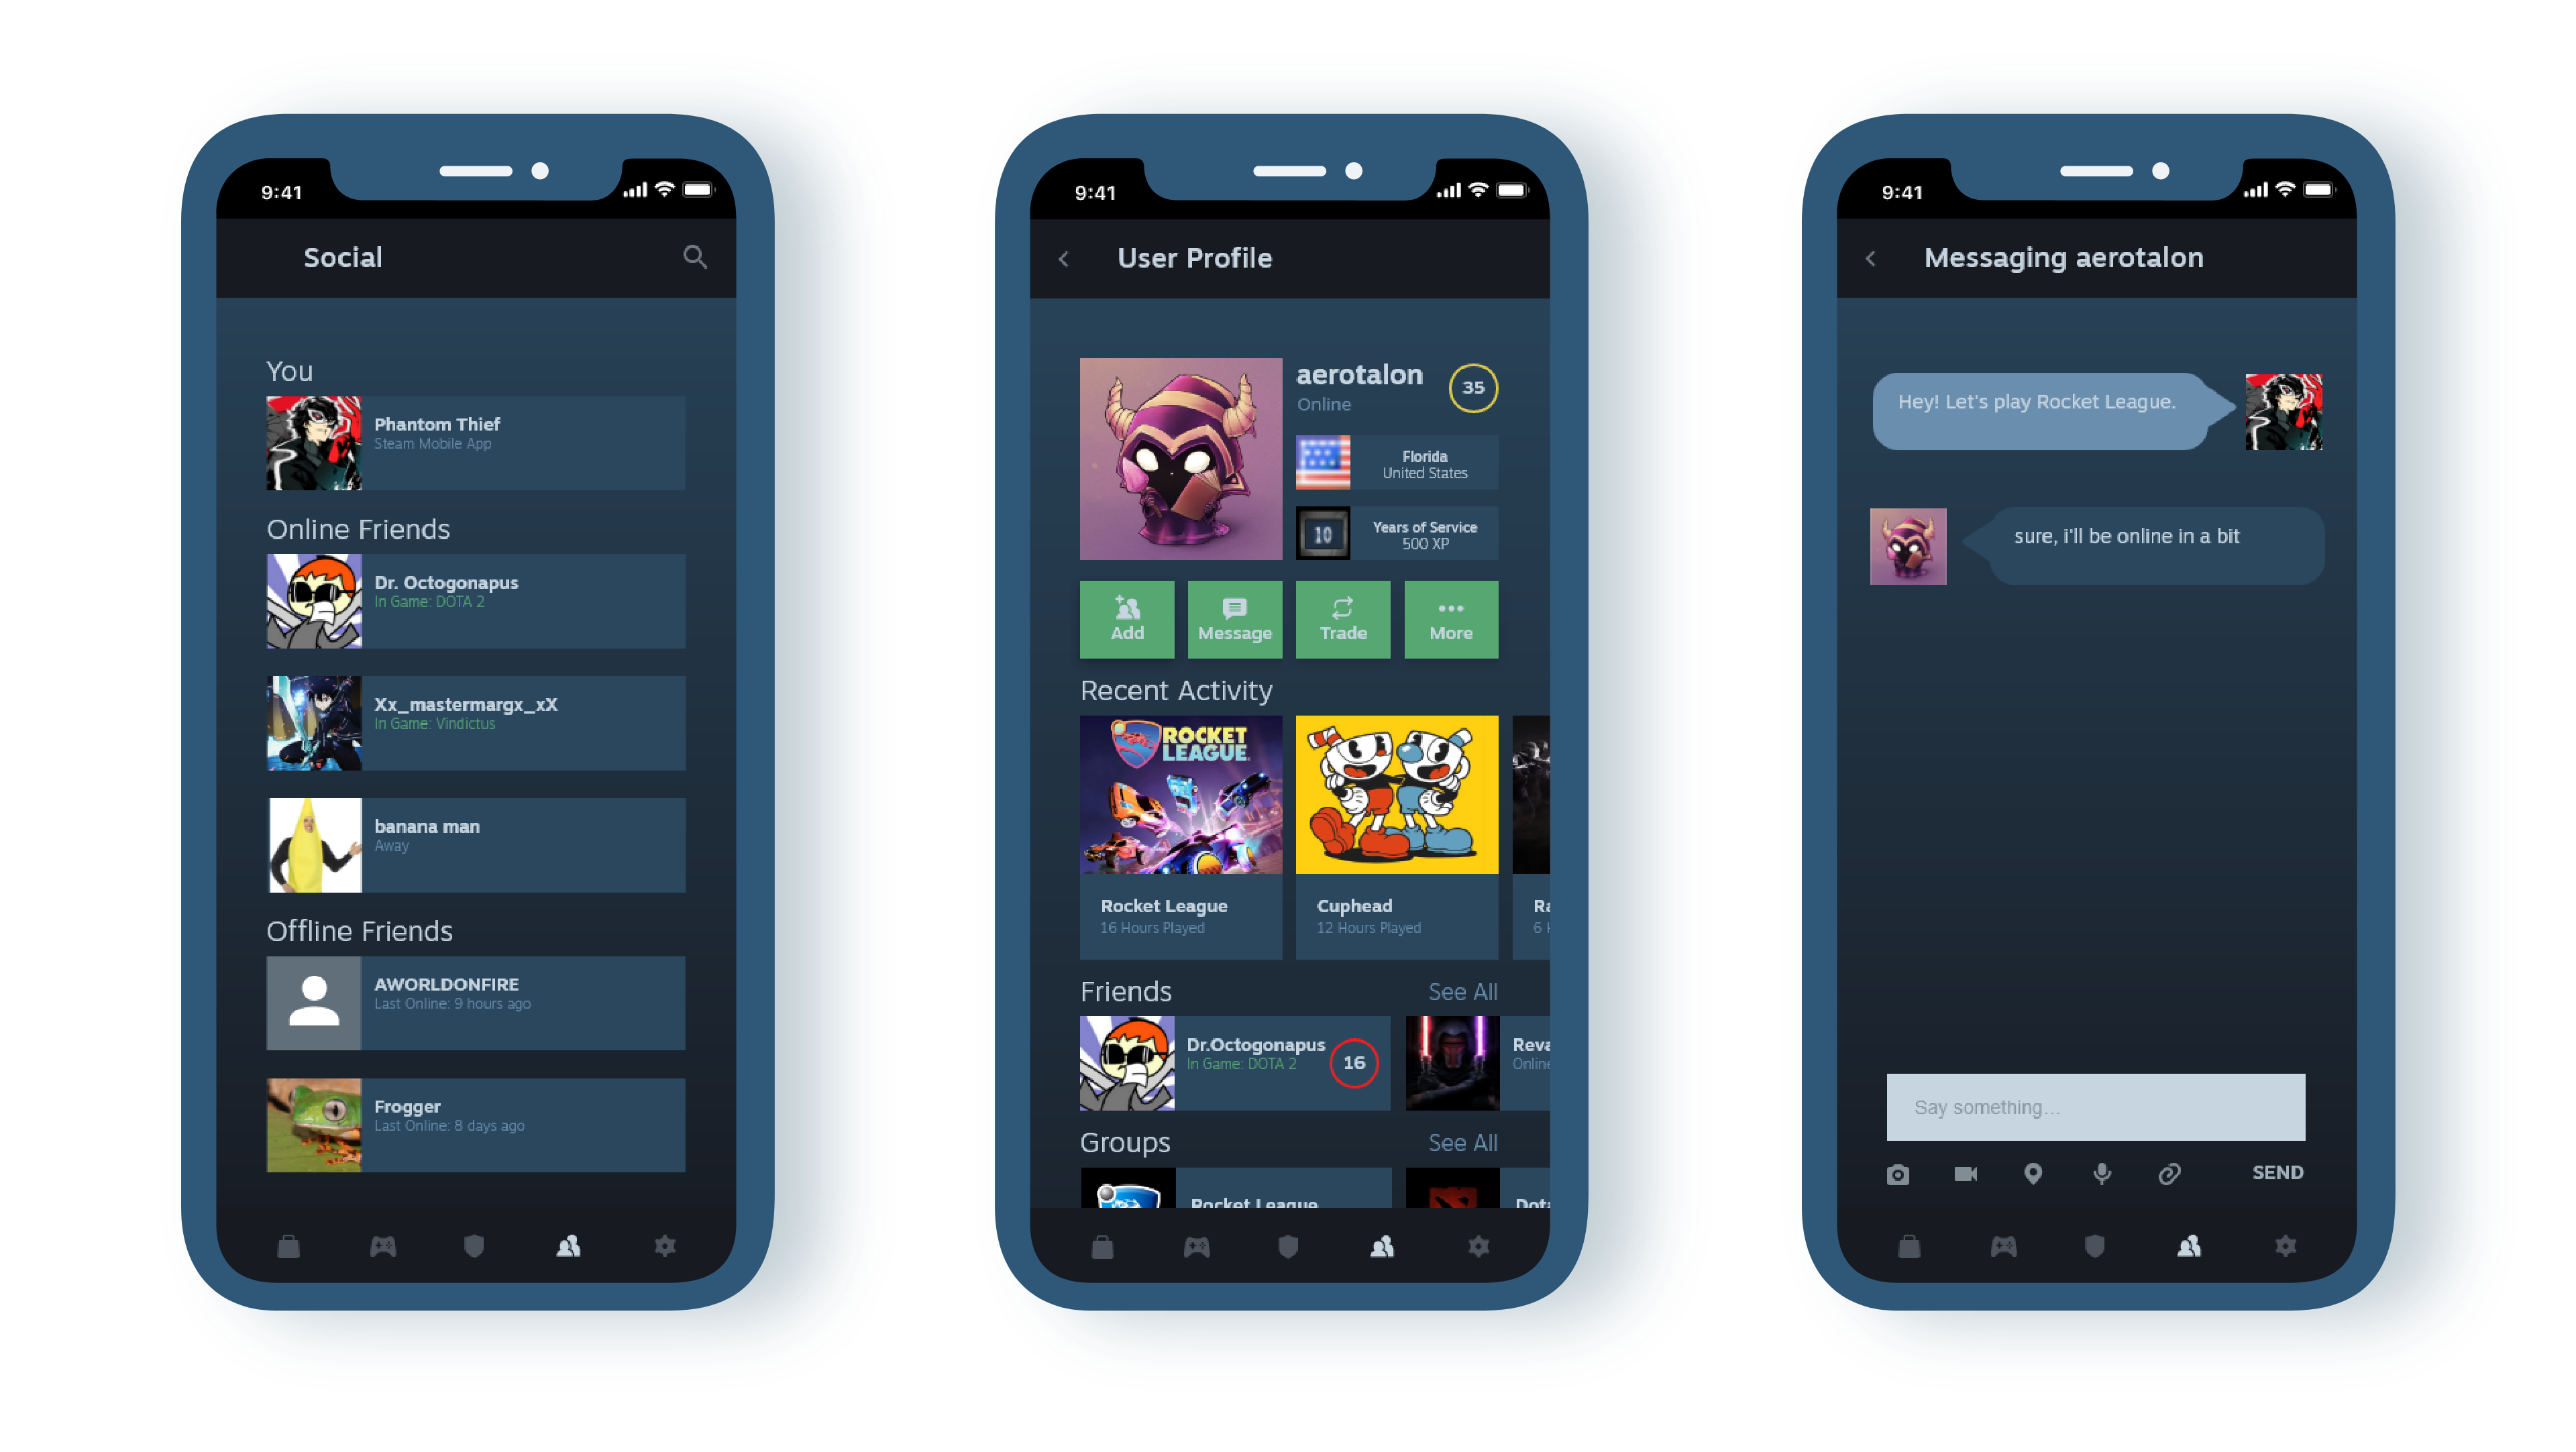 9:41
Social
You
Phantom Thief
Steam Mobile App
Online Friends
Dr. Octogonapus
In Game: DOTA 2
Xx_mastermargx_xX
In Game: Vindictus
banana man
Away
Offline Friends
AWORLDONFIRE
Last Online: 9 hours ago
Frogger
Last Online: 8 days ago
9:41
User Profile
aerotalon
Online
35
Florida
United States
10
Years of Service
500 XP
Add
Message
Trade
More
Recent Activity
ROCKET
LEAGUE
Rocket League
16 Hours Played
Cuphead
12 Hours Played
Ra
6 H
Friends
See All
Dr.Octogonapus
In Game: DOTA 2
16
Reva
Online
Groups
See All
Rocket League
Dota
9:41
Messaging aerotalon
Hey! Let's play Rocket League.
sure, i'll be online in a bit
Say something...
SEND